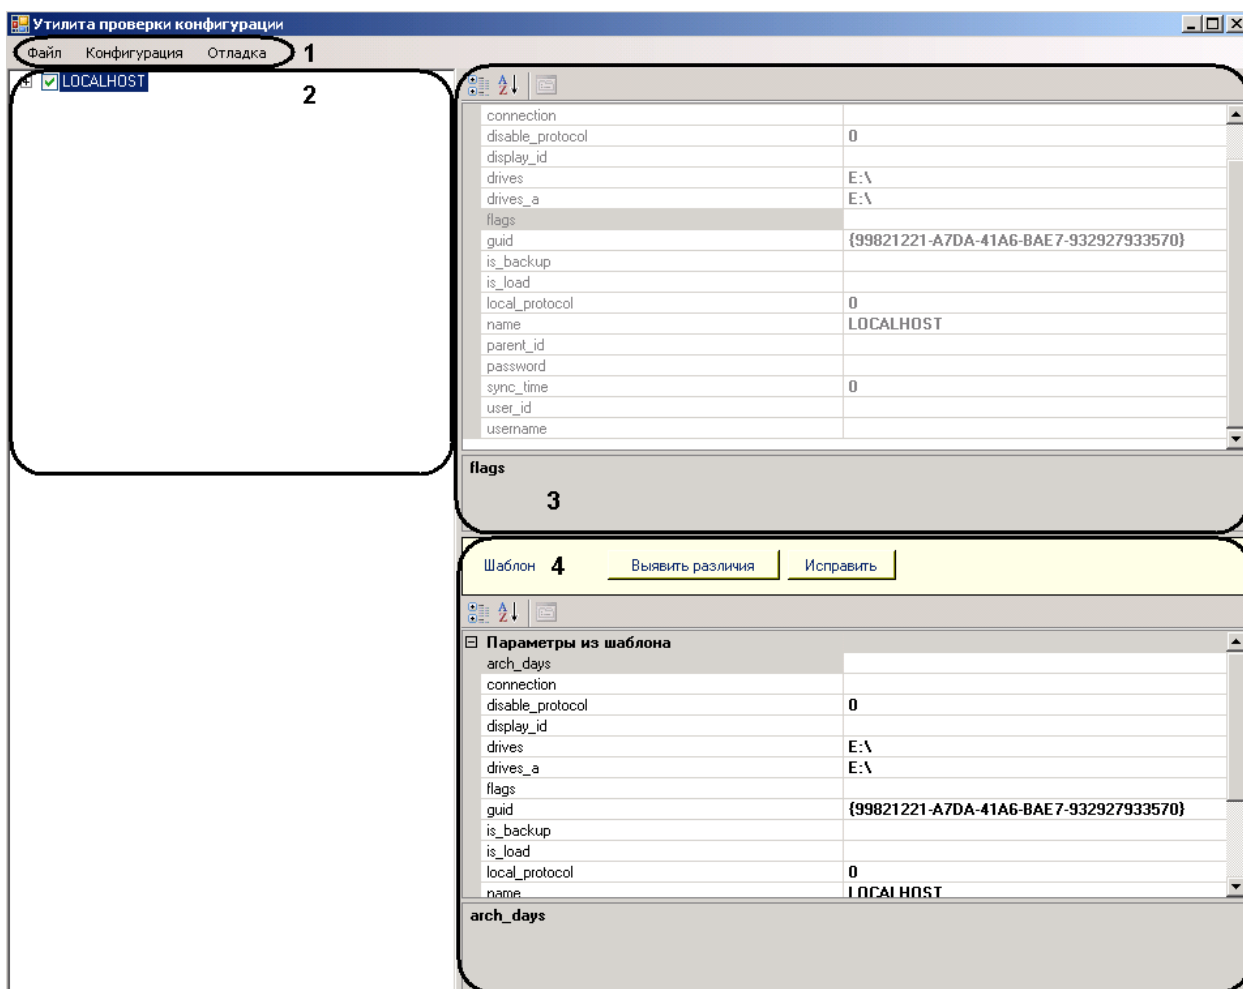 Утилита проверки конфигурации
Файл Конфигурация Отладка 1
LOCALHOST
2
connection
disable_protocol 0
display_id
drives E:\
drives_a E:\
flags
guid {99821221-A7DA-41A6-BAE7-932927933570}
is_backup
is_load
local_protocol 0
name LOCALHOST
parent_id
password
sync_time 0
user_id
username
flags
3
Шаблон 4 Выявить различия Исправить
Параметры из шаблона
arch_days
connection
disable_protocol 0
display_id
drives E:\
drives_a E:\
flags
guid {99821221-A7DA-41A6-BAE7-932927933570}
is_backup
is_load
local_protocol 0
name LOCALHOST
arch_days